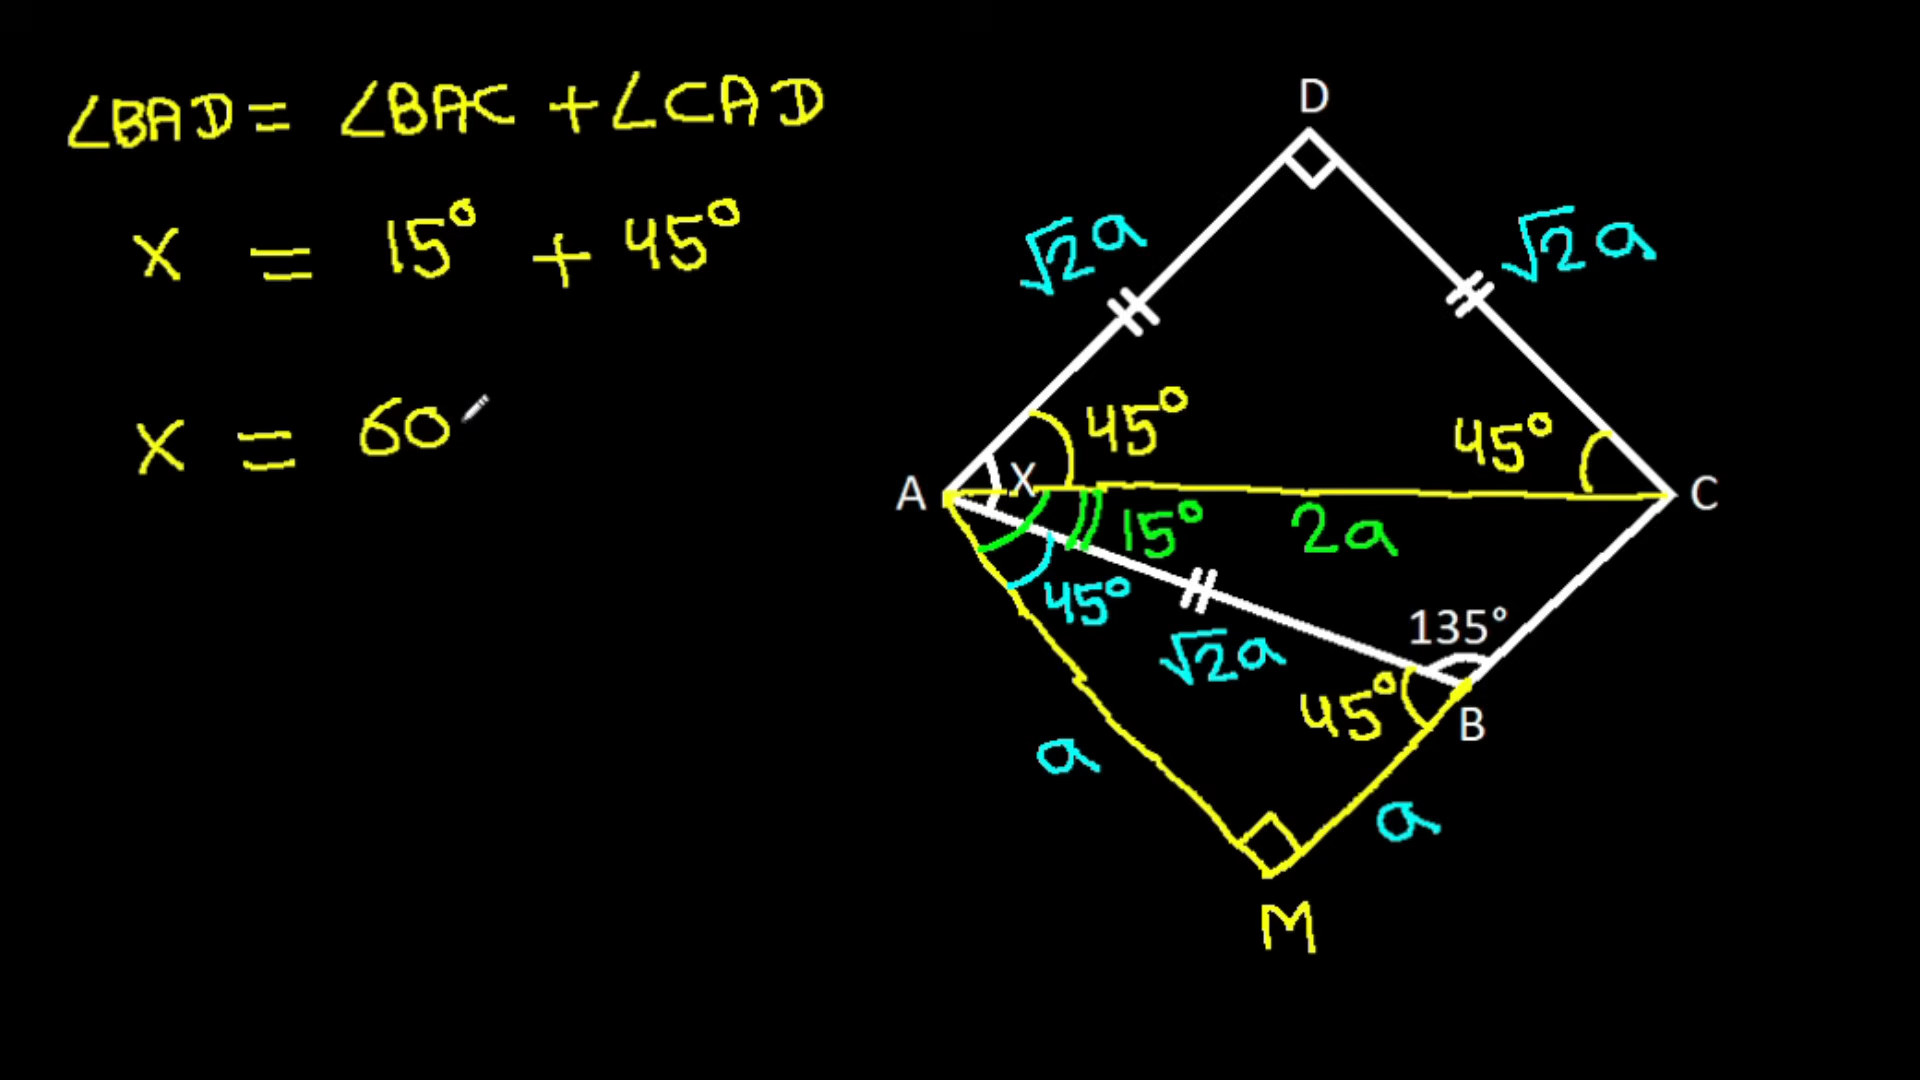 ∠BAD = ∠BAC + ∠CAD
x = 15° + 45°
x = 60
D
√2a
√2a
45°
45°
A
X
C
15°
2a
45°
135°
√2a
45°
B
a
a
M